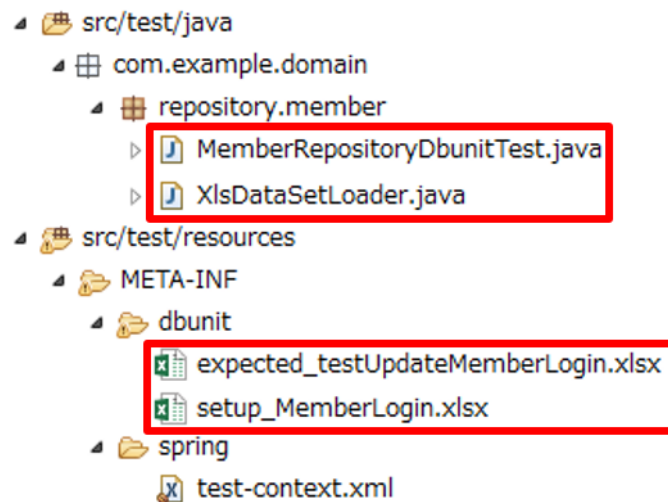 src/test/java
com.example.domain
repository.member
MemberRepositoryDbunitTest.java
XlsDataSetLoader.java
src/test/resources
META-INF
dbunit
expected_testUpdateMemberLogin.xlsx
setup_MemberLogin.xlsx
spring
test-context.xml